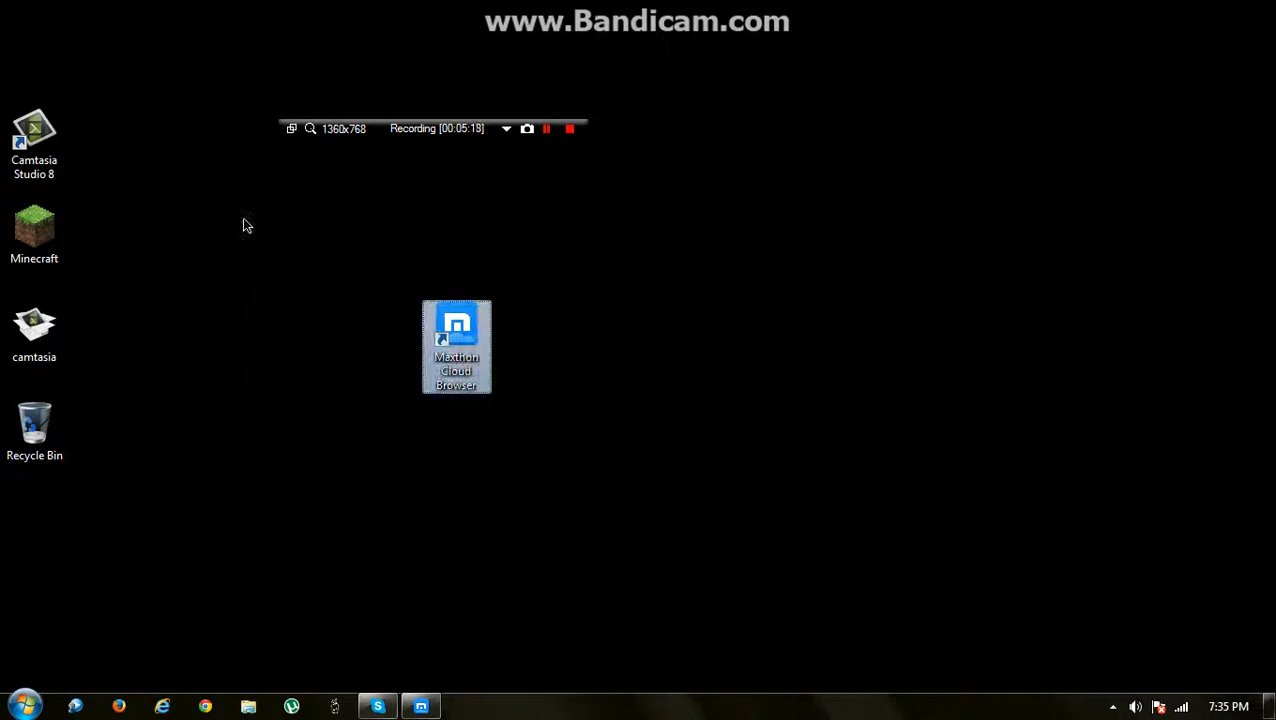 www.Bandicam.com
1360x768
Recording [00:05:18]
Camtasia
Studio 8
Minecraft
camtasia
Recycle Bin
Maxthon
Cloud
Browser
7:35 PM